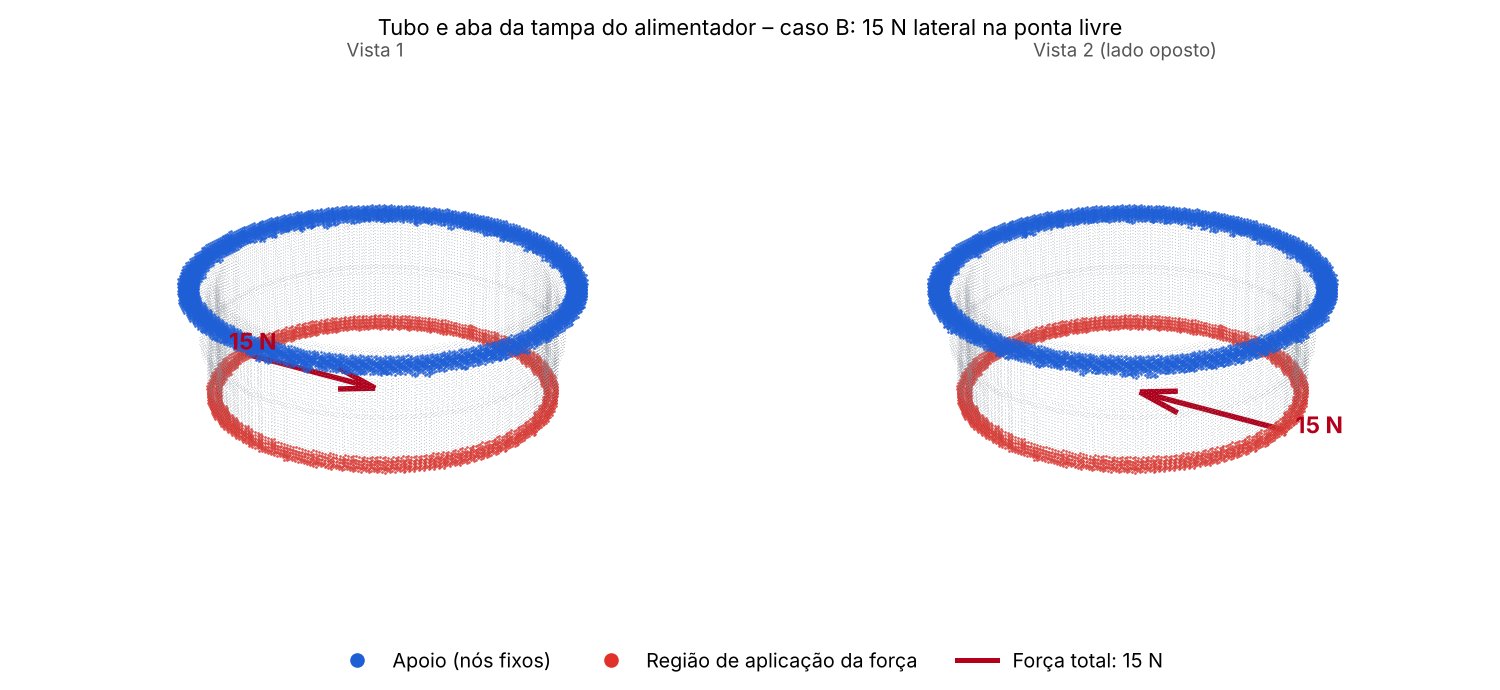 Tubo e aba da tampa do alimentador – caso B: 15 N lateral na ponta livre
Vista 1
Vista 2 (lado oposto)
15 N
15 N
Apoio (nós fixos)
Região de aplicação da força
Força total: 15 N